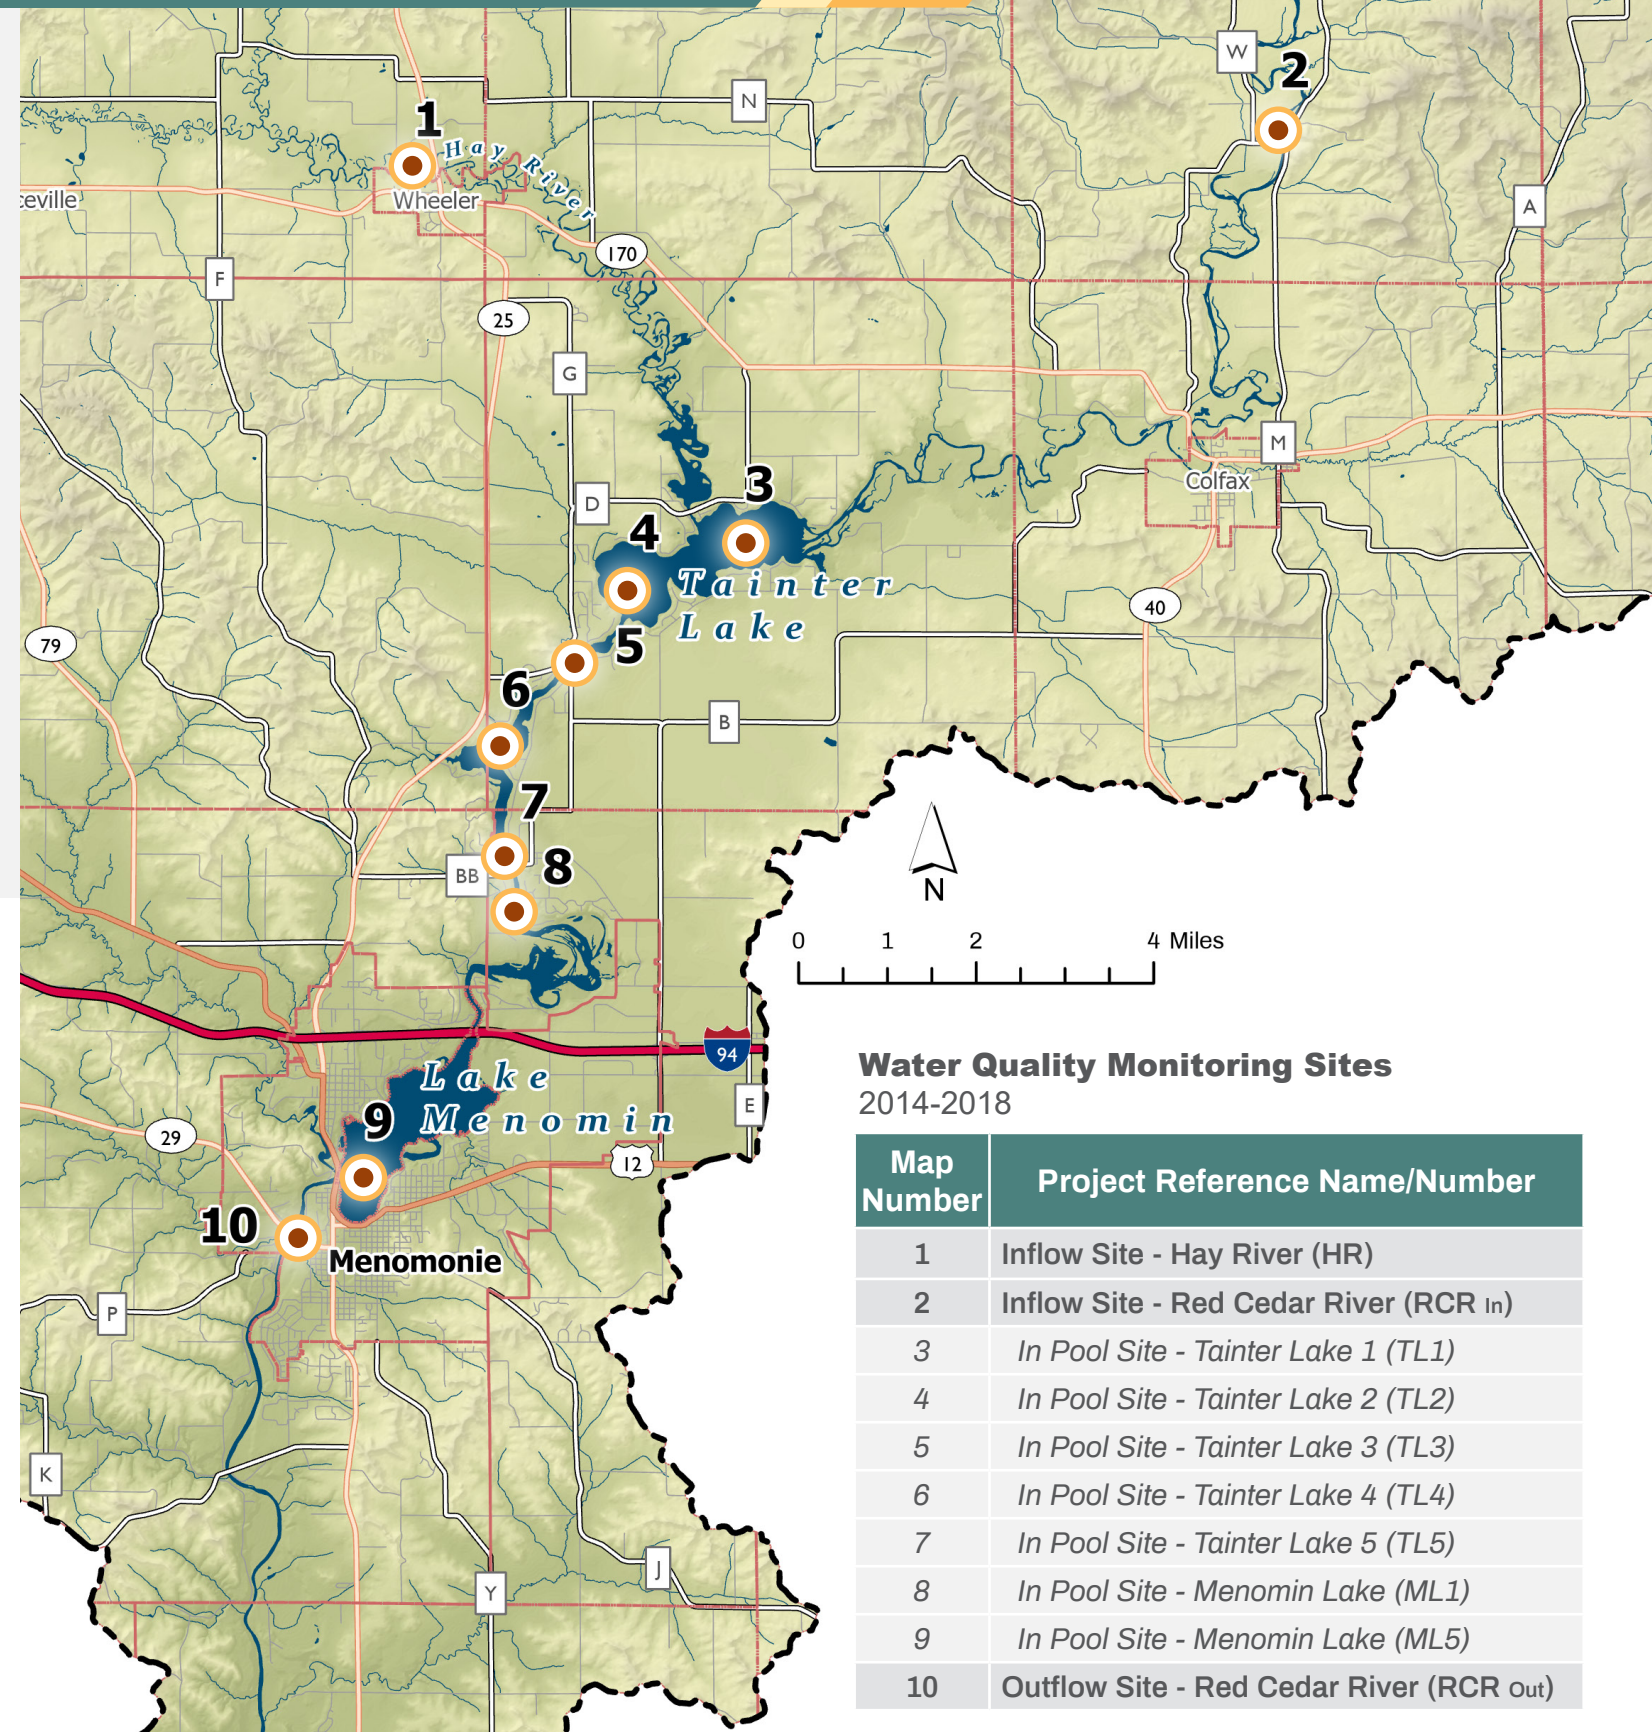 W
2
N
1
Hay River
Wheeler
ceville
A
170
F
25
G
M
Colfax
3
D
4
Tainter
Lake
40
5
79
6
B
7
8
BB
N
0 1 2 4 Miles
94
Lake
Menomin
E
9
29
12
10
Menomonie
P
K
J
Y
Water Quality Monitoring Sites
2014-2018
Map Number Project Reference Name/Number
1 Inflow Site - Hay River (HR)
2 Inflow Site - Red Cedar River (RCR In)
3 In Pool Site - Tainter Lake 1 (TL1)
4 In Pool Site - Tainter Lake 2 (TL2)
5 In Pool Site - Tainter Lake 3 (TL3)
6 In Pool Site - Tainter Lake 4 (TL4)
7 In Pool Site - Tainter Lake 5 (TL5)
8 In Pool Site - Menomin Lake (ML1)
9 In Pool Site - Menomin Lake (ML5)
10 Outflow Site - Red Cedar River (RCR Out)